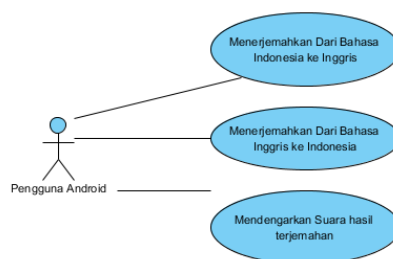 Menerjemahkan Dari Bahasa
Indonesia ke Inggris
Menerjemahkan Dari Bahasa
Inggris ke Indonesia
Pengguna Android
Mendengarkan Suara hasil
terjemahan